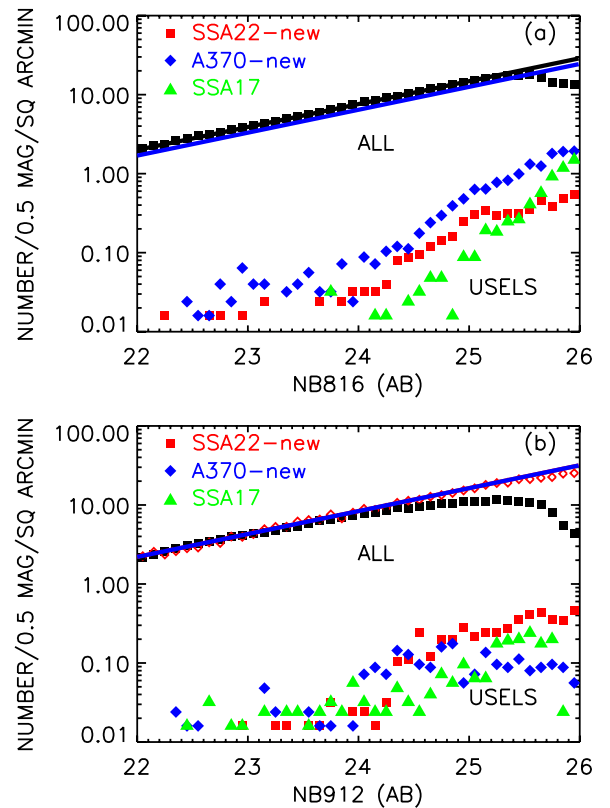 NUMBER/0.5 MAG/SQ ARCMIN
100.00
10.00
1.00
0.10
0.01
SSA22-new
A370-new
SSA17
(a)
ALL
USELS
22 23 24 25 26
NB816 (AB)
NUMBER/0.5 MAG/SQ ARCMIN
100.00
10.00
1.00
0.10
0.01
SSA22-new
A370-new
SSA17
(b)
ALL
USELS
22 23 24 25 26
NB912 (AB)